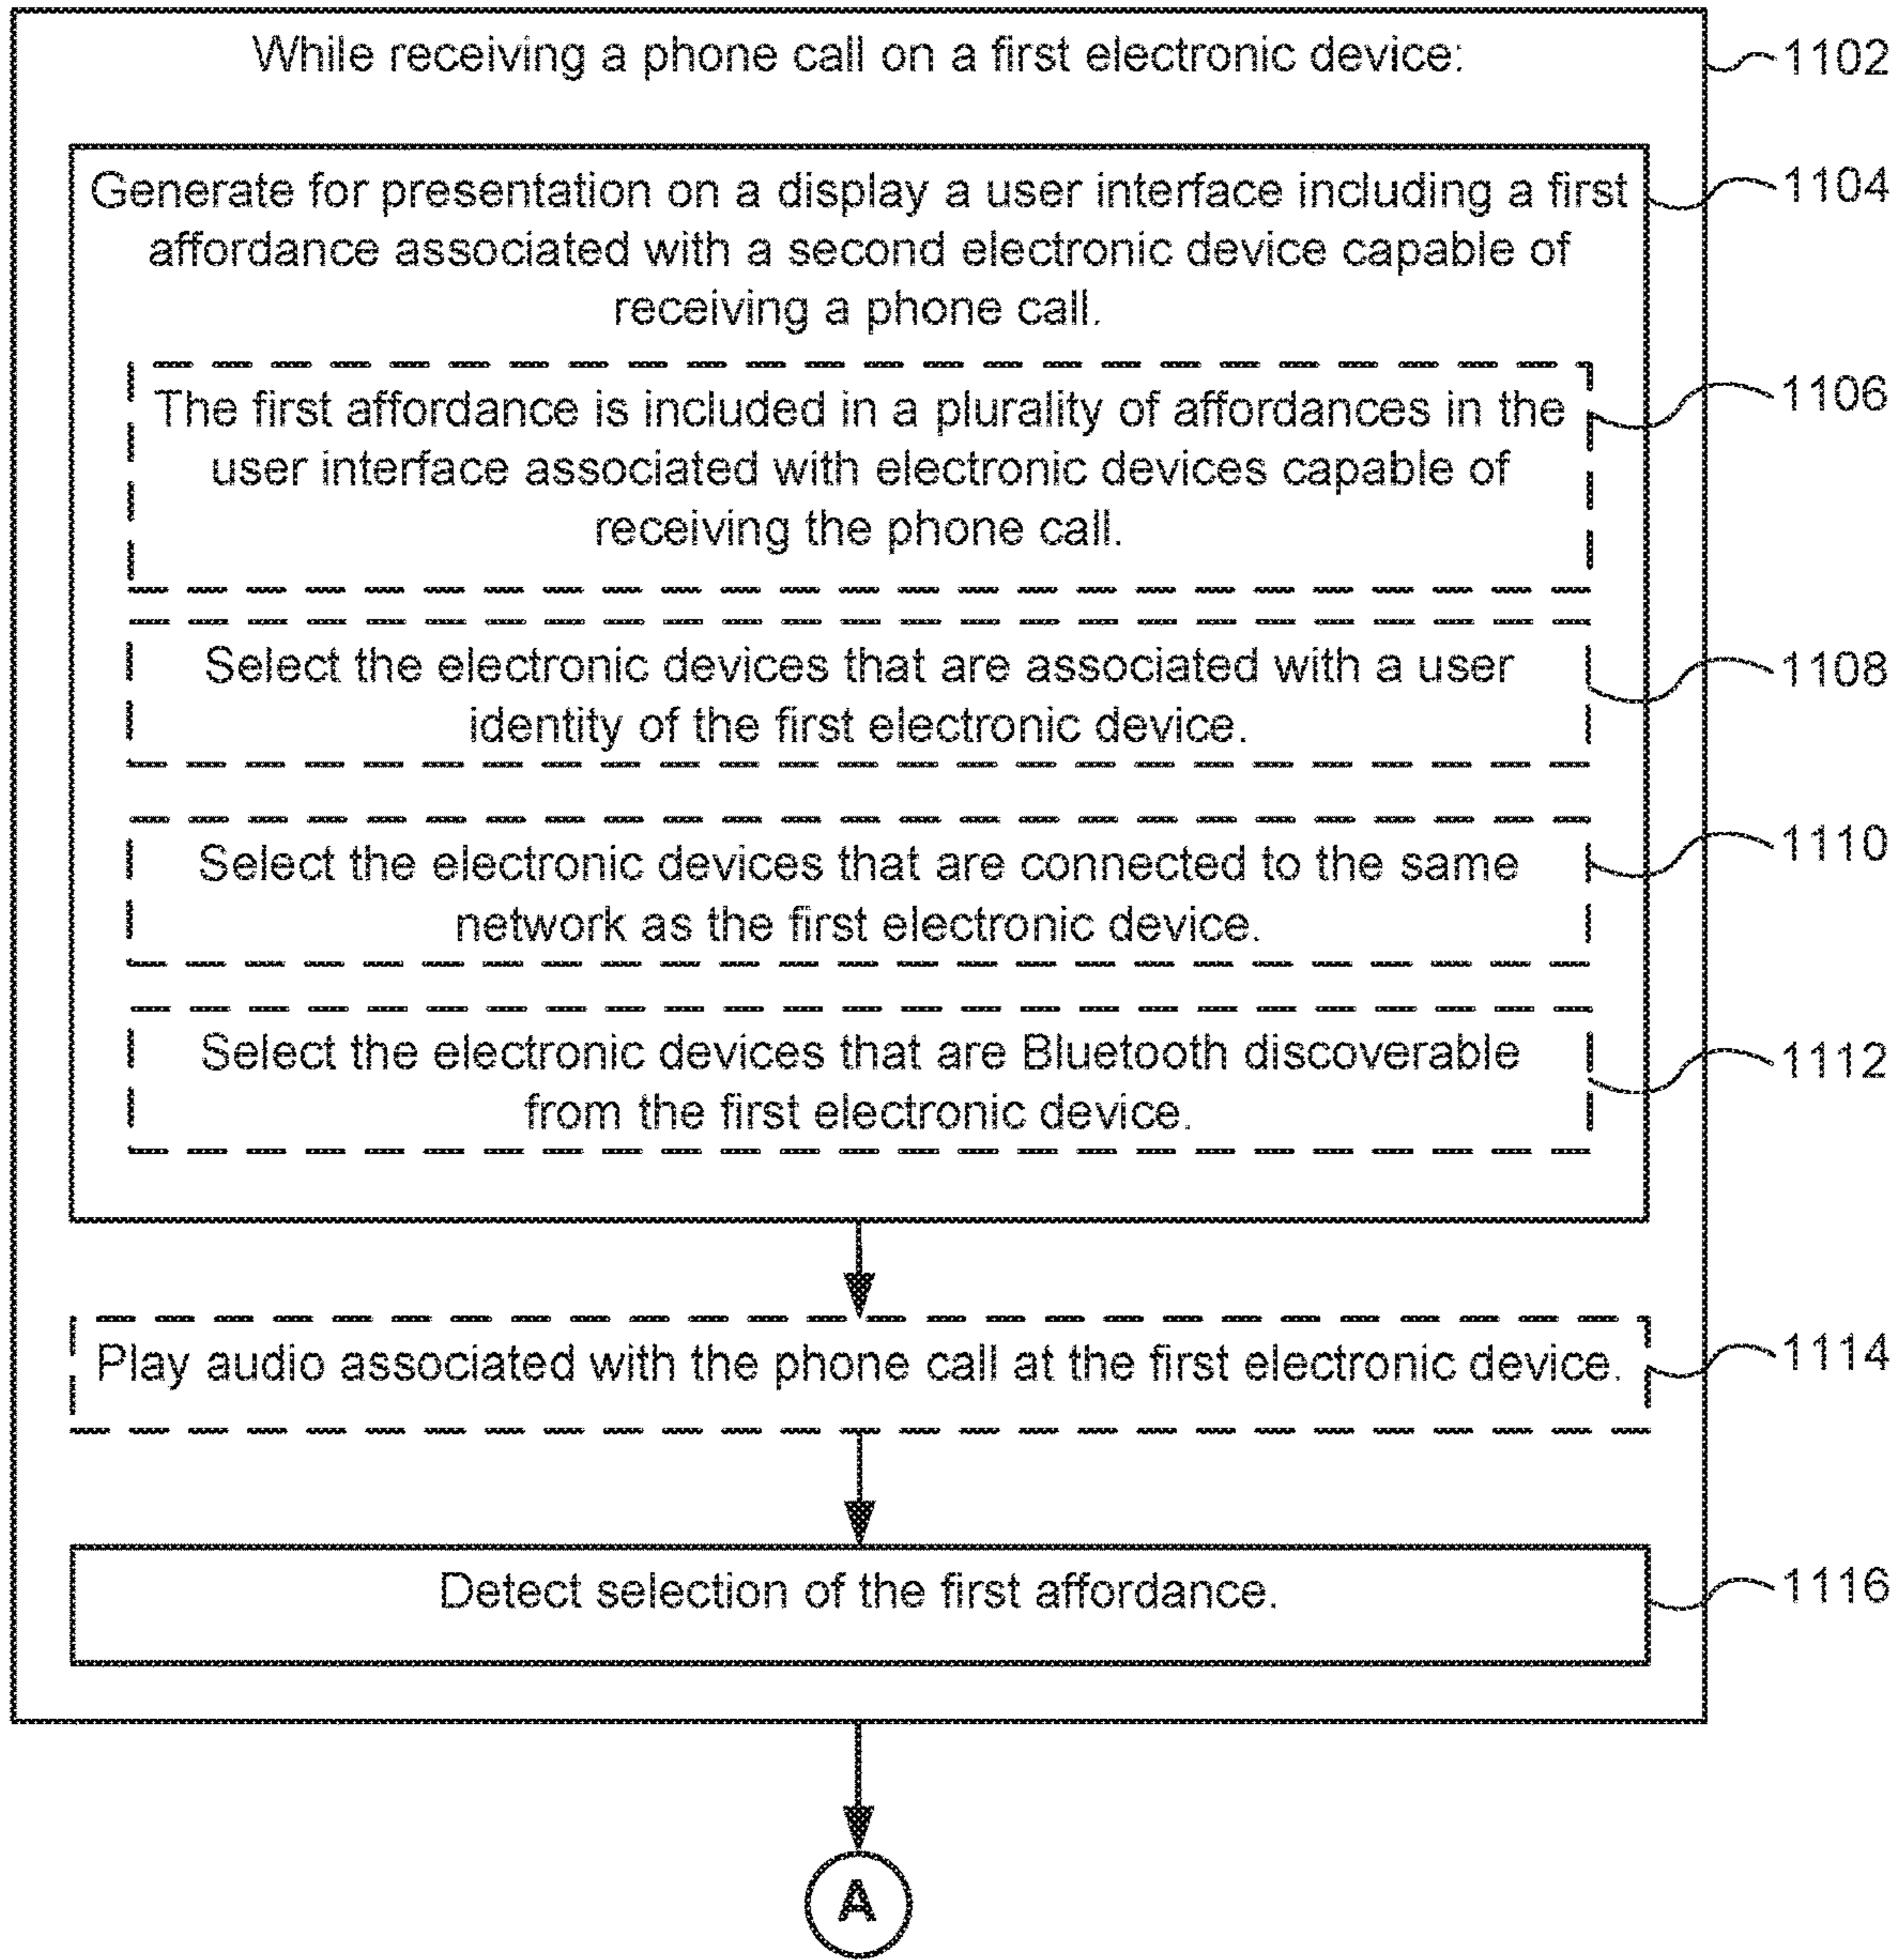 While receiving a phone call on a first electronic device:
1102
Generate for presentation on a display a user interface including a first
affordance associated with a second electronic device capable of
receiving a phone call.
1104
The first affordance is included in a plurality of affordances in the
user interface associated with electronic devices capable of
receiving the phone call.
1106
Select the electronic devices that are associated with a user
identity of the first electronic device.
1108
Select the electronic devices that are connected to the same
network as the first electronic device.
1110
Select the electronic devices that are Bluetooth discoverable
from the first electronic device.
1112
Play audio associated with the phone call at the first electronic device.
1114
Detect selection of the first affordance.
1116
A